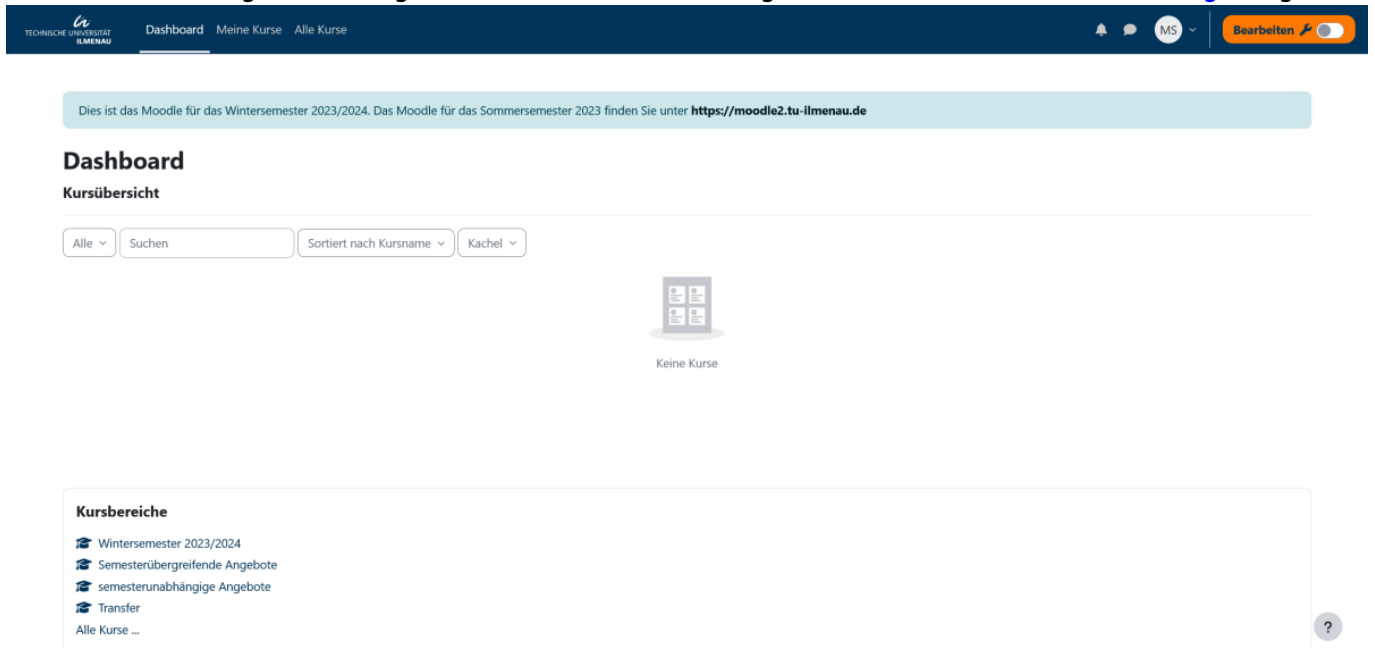 TECHNISCHE UNIVERSITÄT
ILMENAU
Dashboard Meine Kurse Alle Kurse
MS
Bearbeiten
Dies ist das Moodle für das Wintersemester 2023/2024. Das Moodle für das Sommersemester 2023 finden Sie unter https://moodle2.tu-ilmenau.de
Dashboard
Kursübersicht
Alle Suchen Sortiert nach Kursname Kachel
Keine Kurse
Kursbereiche
Wintersemester 2023/2024
Semesterübergreifende Angebote
semesterunabhängige Angebote
Transfer
Alle Kurse ...
?